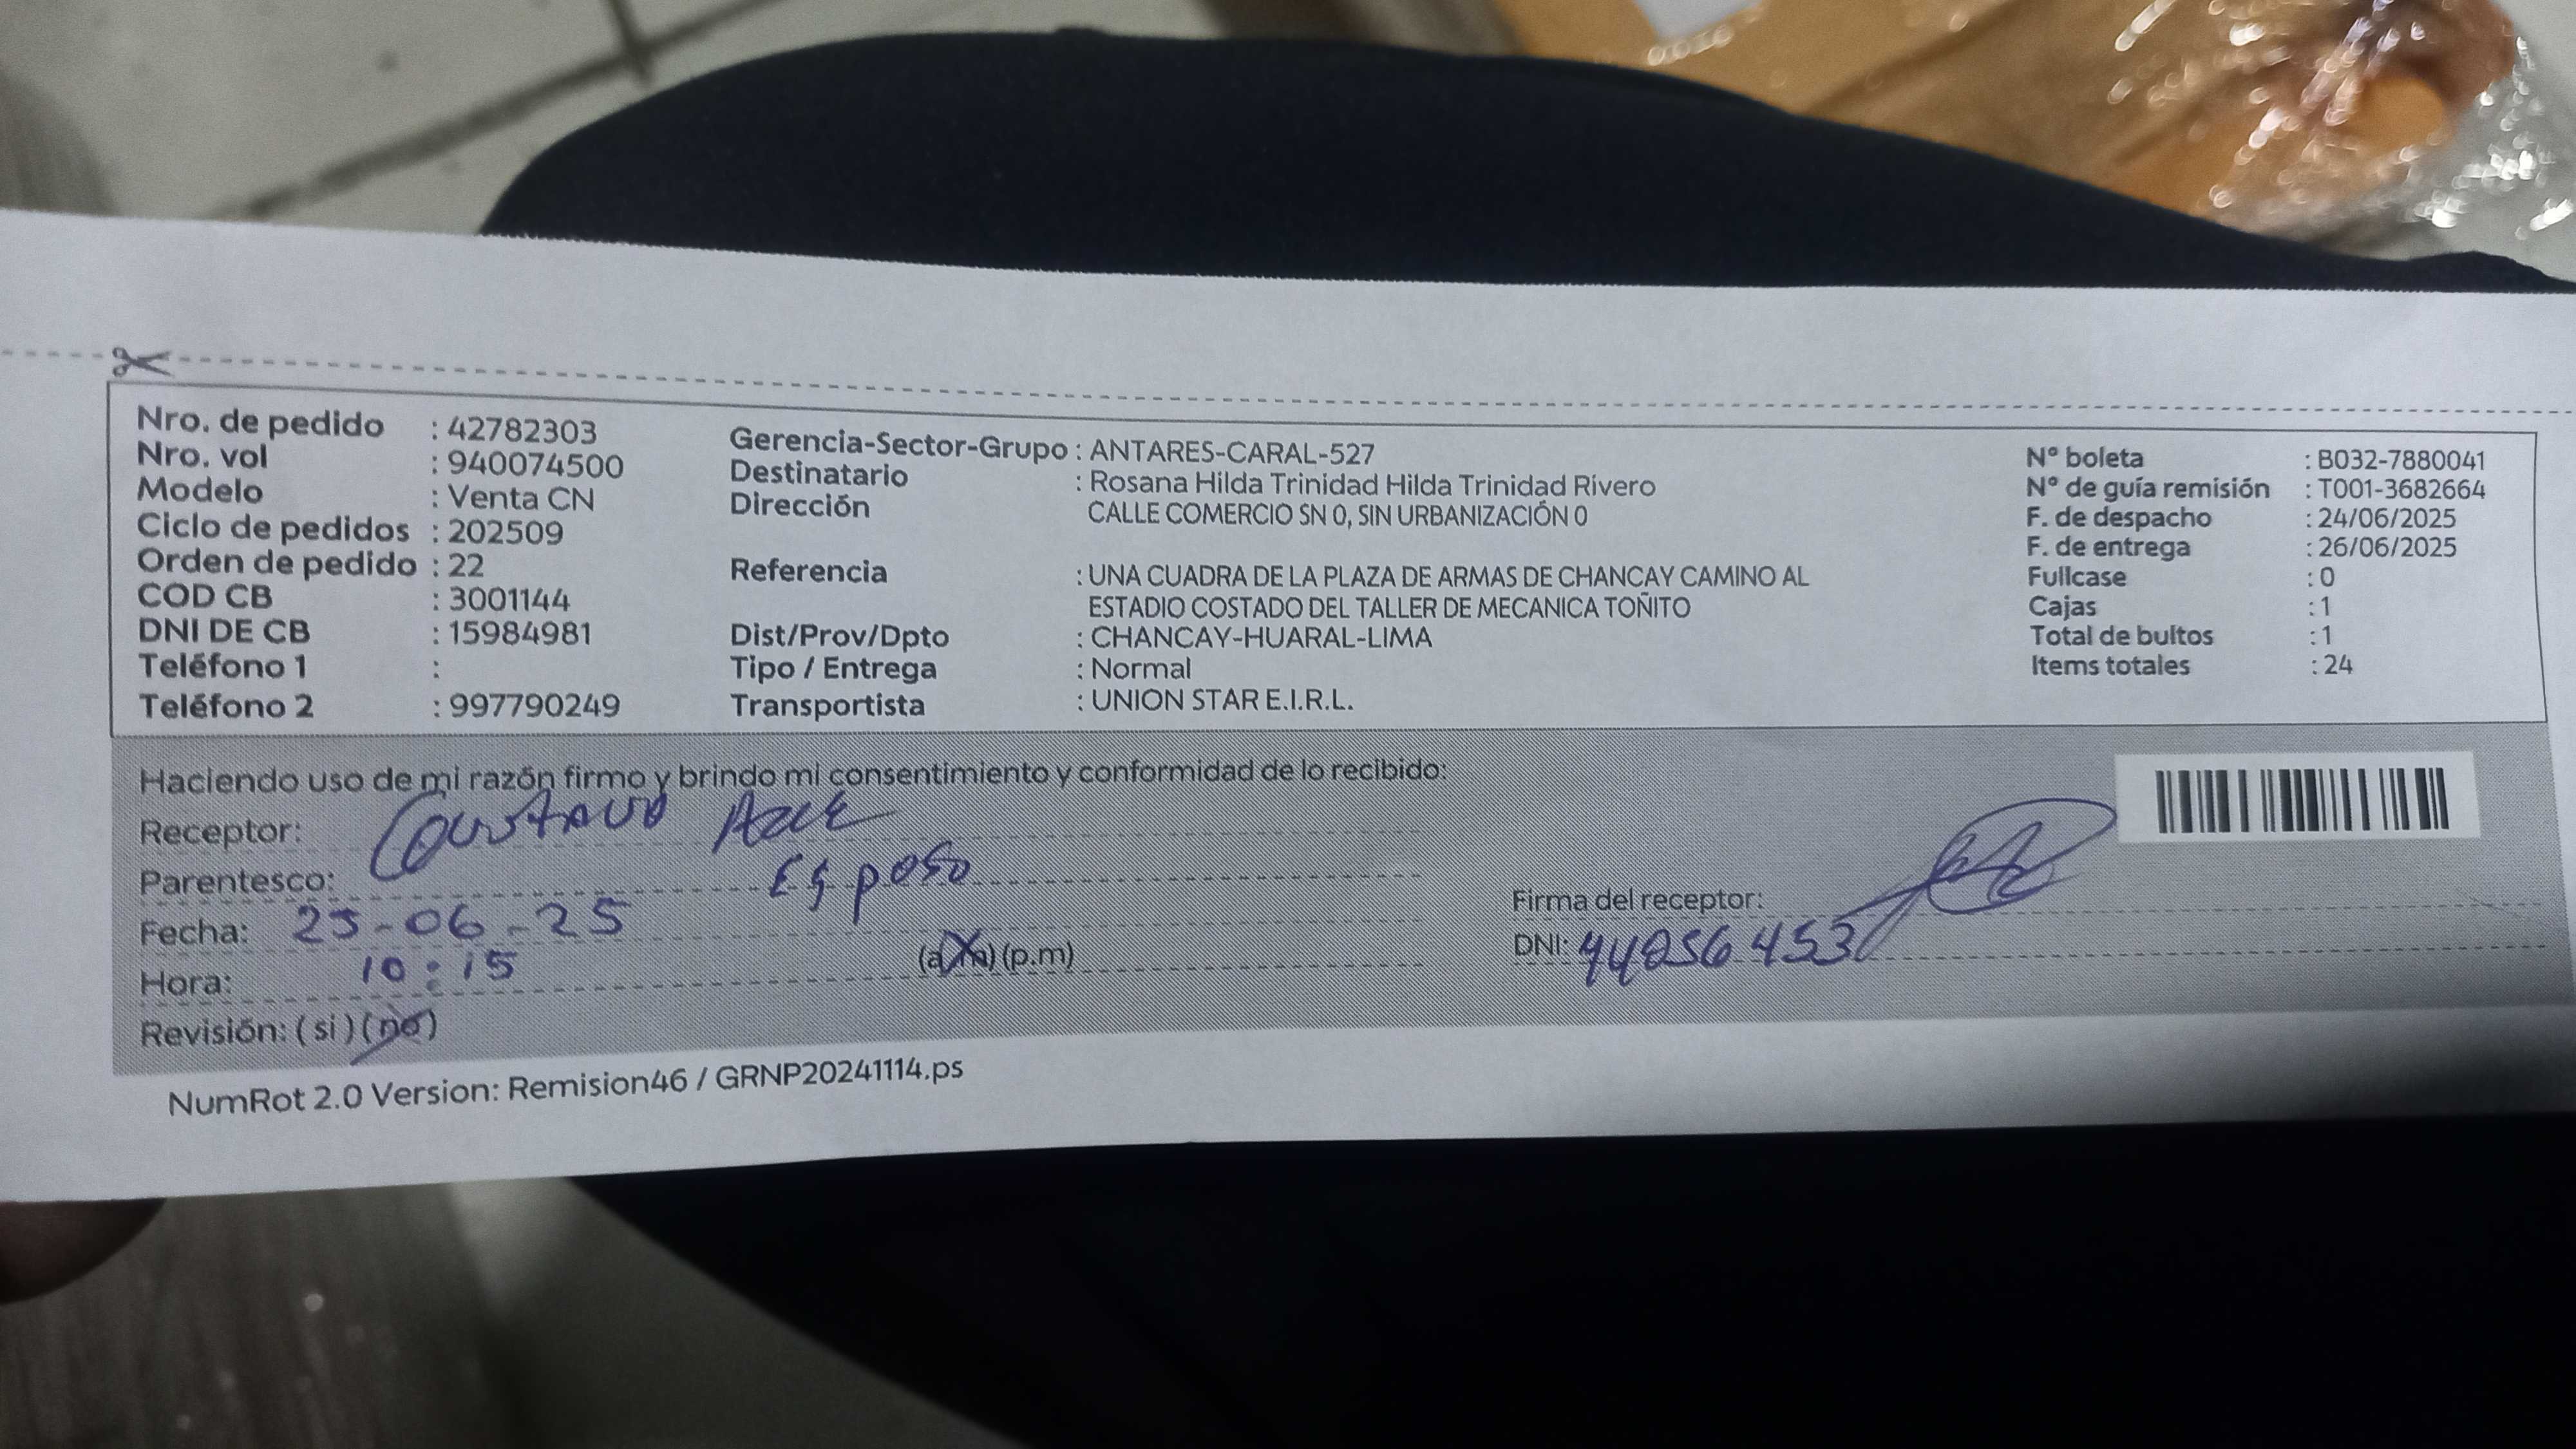 Nro. de pedido : 42782303
Nro. vol : 940074500
Modelo : Venta CN
Ciclo de pedidos : 202509
Orden de pedido : 22
COD CB : 3001144
DNI DE CB : 15984981
Teléfono 1 :
Teléfono 2 : 997790249
Gerencia-Sector-Grupo : ANTARES-CARAL-527
Destinatario : Rosana Hilda Trinidad Hilda Trinidad Rivero
Dirección CALLE COMERCIO SN 0, SIN URBANIZACIÓN 0
Referencia : UNA CUADRA DE LA PLAZA DE ARMAS DE CHANCAY CAMINO AL
ESTADIO COSTADO DEL TALLER DE MECANICA TOÑITO
Dist/Prov/Dpto : CHANCAY-HUARAL-LIMA
Tipo / Entrega : Normal
Transportista : UNION STAR E.I.R.L.
Nº boleta : B032-7880041
Nº de guía remisión : T001-3682664
F. de despacho : 24/06/2025
F. de entrega : 26/06/2025
Fullcase : 0
Cajas : 1
Total de bultos : 1
Items totales : 24
Haciendo uso de mi razón firmo y brindo mi consentimiento y conformidad de lo recibido:
Receptor: Gustavo
Parentesco: Esposo
Fecha: 25-06-25
Hora: 10:15 (a.m) (p.m)
Revisión: (si) (no)
Firma del receptor:
DNI: 44256453
NumRot 2.0 Version: Remision46 / GRNP20241114.ps